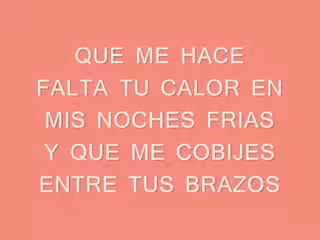 QUE ME HACE
FALTA TU CALOR EN
MIS NOCHES FRIAS
Y QUE ME COBIJES
ENTRE TUS BRAZOS